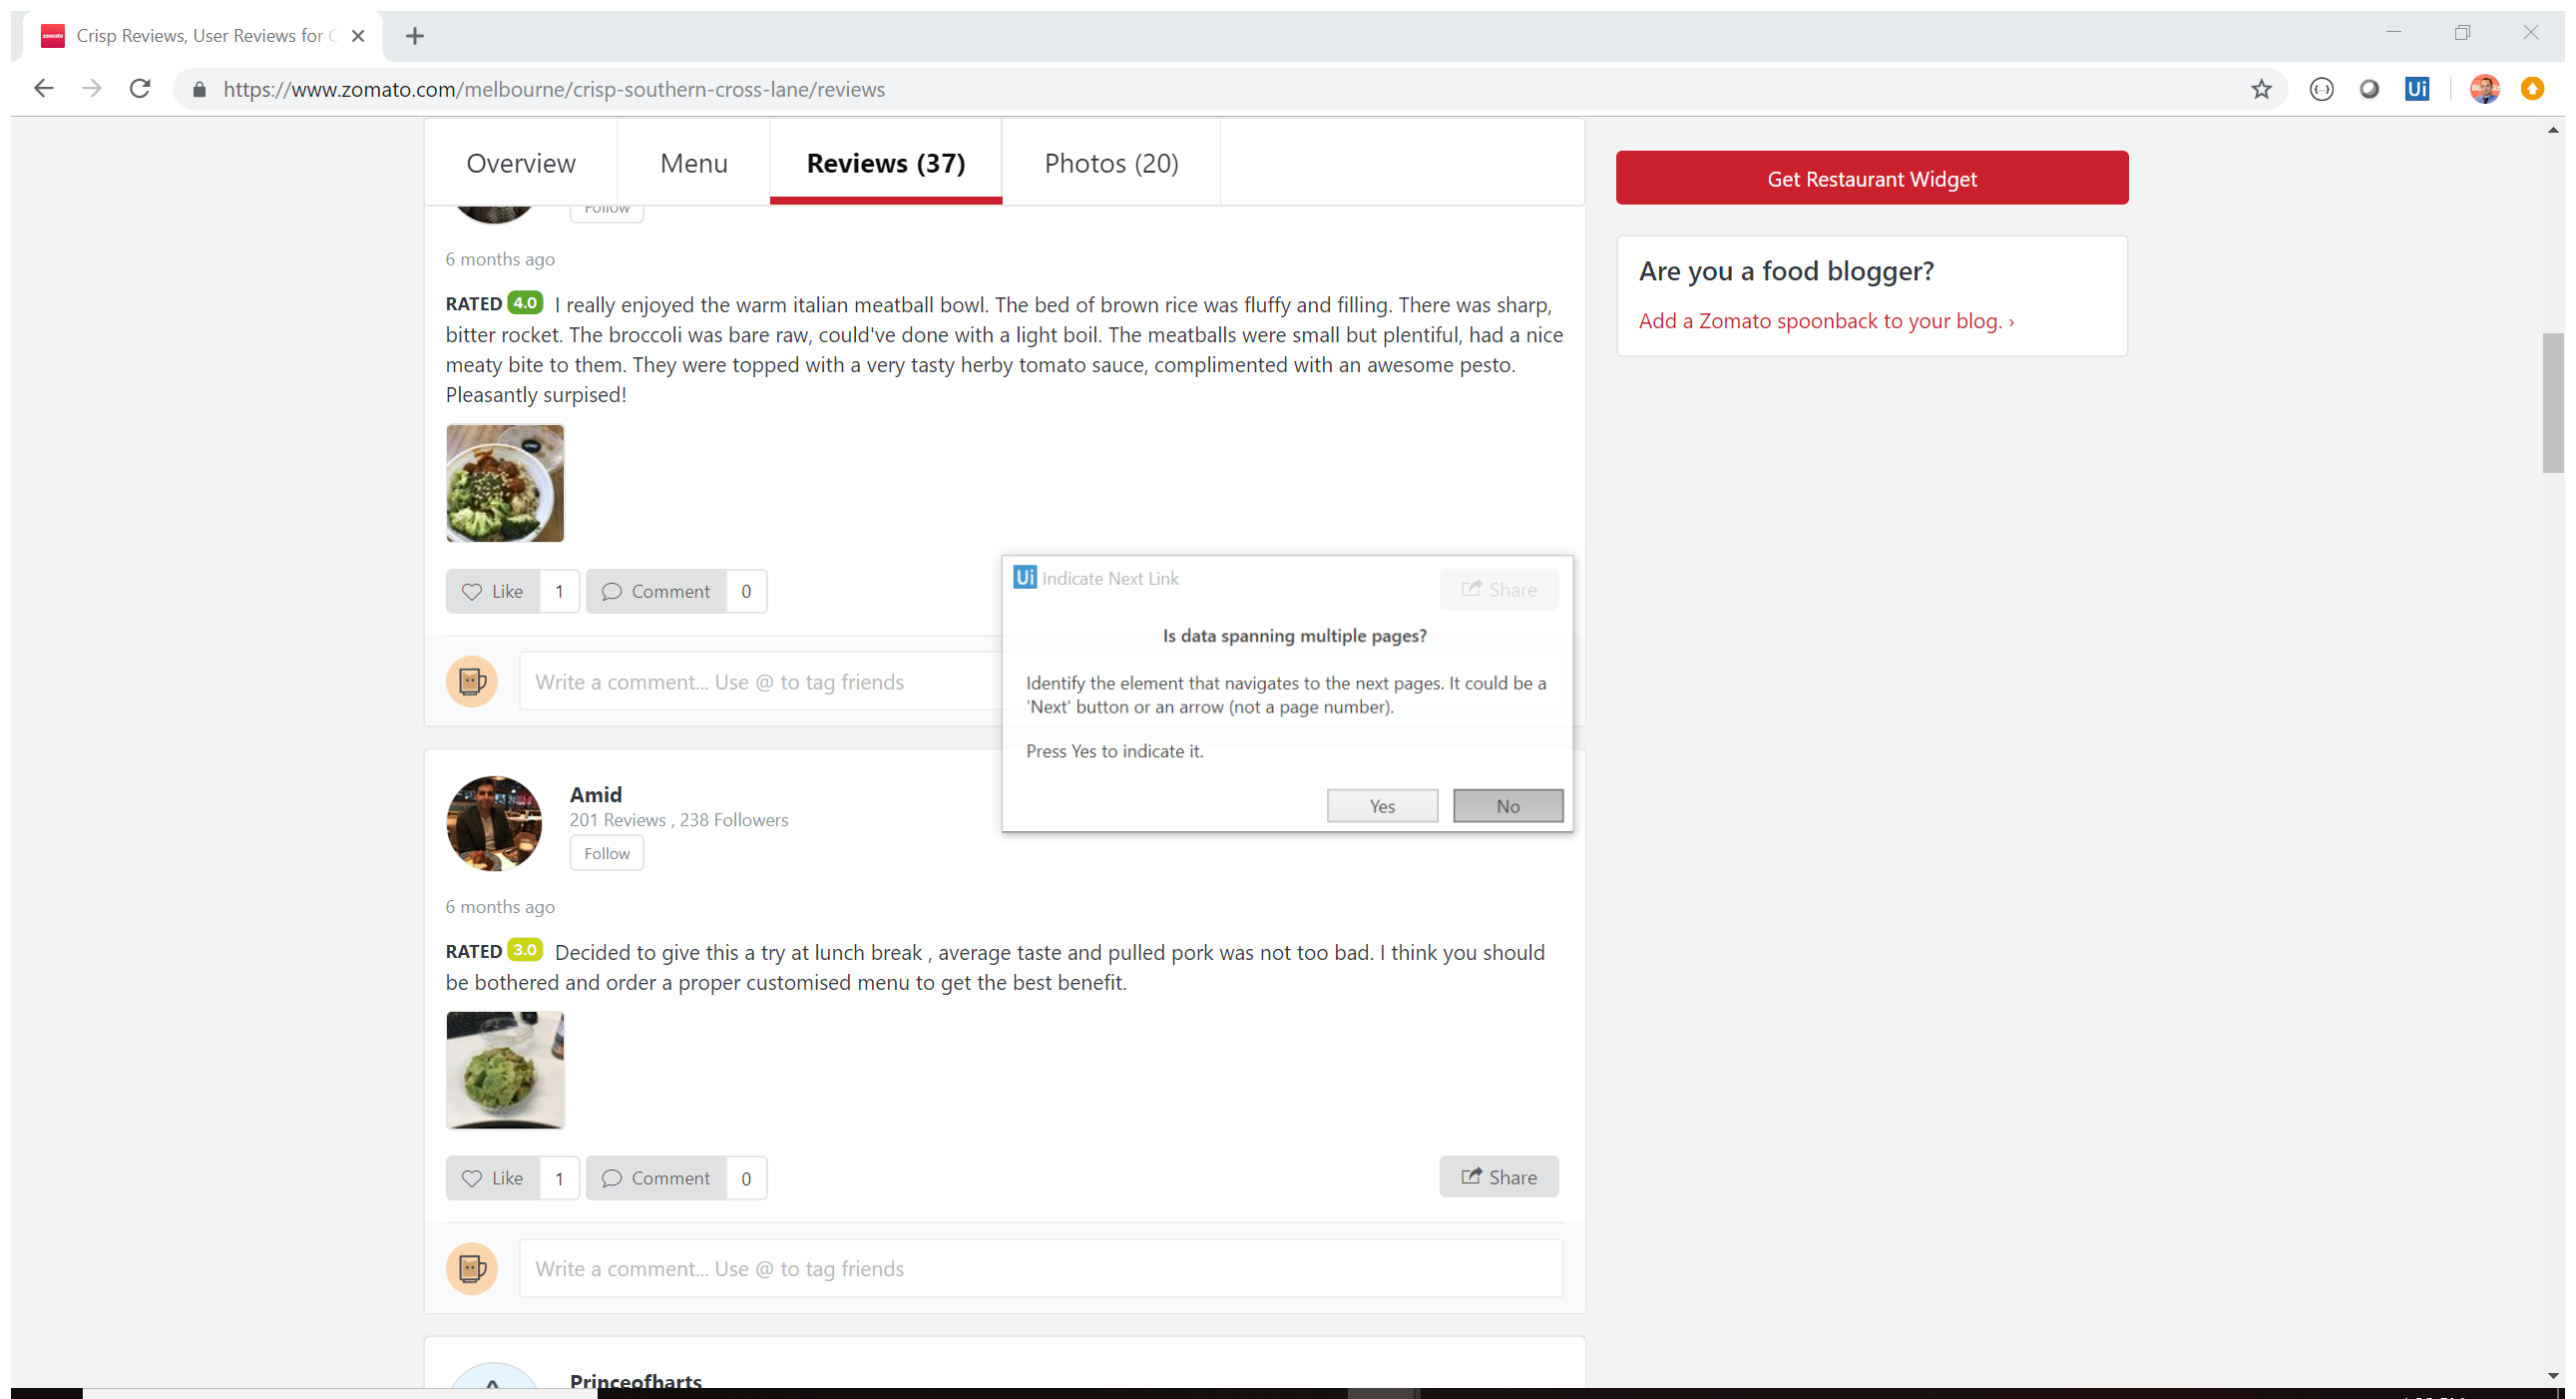 zomato
Crisp Reviews, User Reviews for C
https://www.zomato.com/melbourne/crisp-southern-cross-lane/reviews
Ui
Overview
Menu
Reviews (37)
Photos (20)
Get Restaurant Widget
Follow
Are you a food blogger?
Add a Zomato spoonback to your blog. ›
6 months ago
RATED 4.0 I really enjoyed the warm italian meatball bowl. The bed of brown rice was fluffy and filling. There was sharp,
bitter rocket. The broccoli was bare raw, could've done with a light boil. The meatballs were small but plentiful, had a nice
meaty bite to them. They were topped with a very tasty herby tomato sauce, complimented with an awesome pesto.
Pleasantly surpised!
Like 1 Comment 0
Share
Ui Indicate Next Link
Is data spanning multiple pages?
Identify the element that navigates to the next pages. It could be a
'Next' button or an arrow (not a page number).
Press Yes to indicate it.
Yes No
Write a comment... Use @ to tag friends
Amid
201 Reviews , 238 Followers
Follow
6 months ago
RATED 3.0 Decided to give this a try at lunch break , average taste and pulled pork was not too bad. I think you should
be bothered and order a proper customised menu to get the best benefit.
Like 1 Comment 0
Share
Write a comment... Use @ to tag friends
Princeofharts